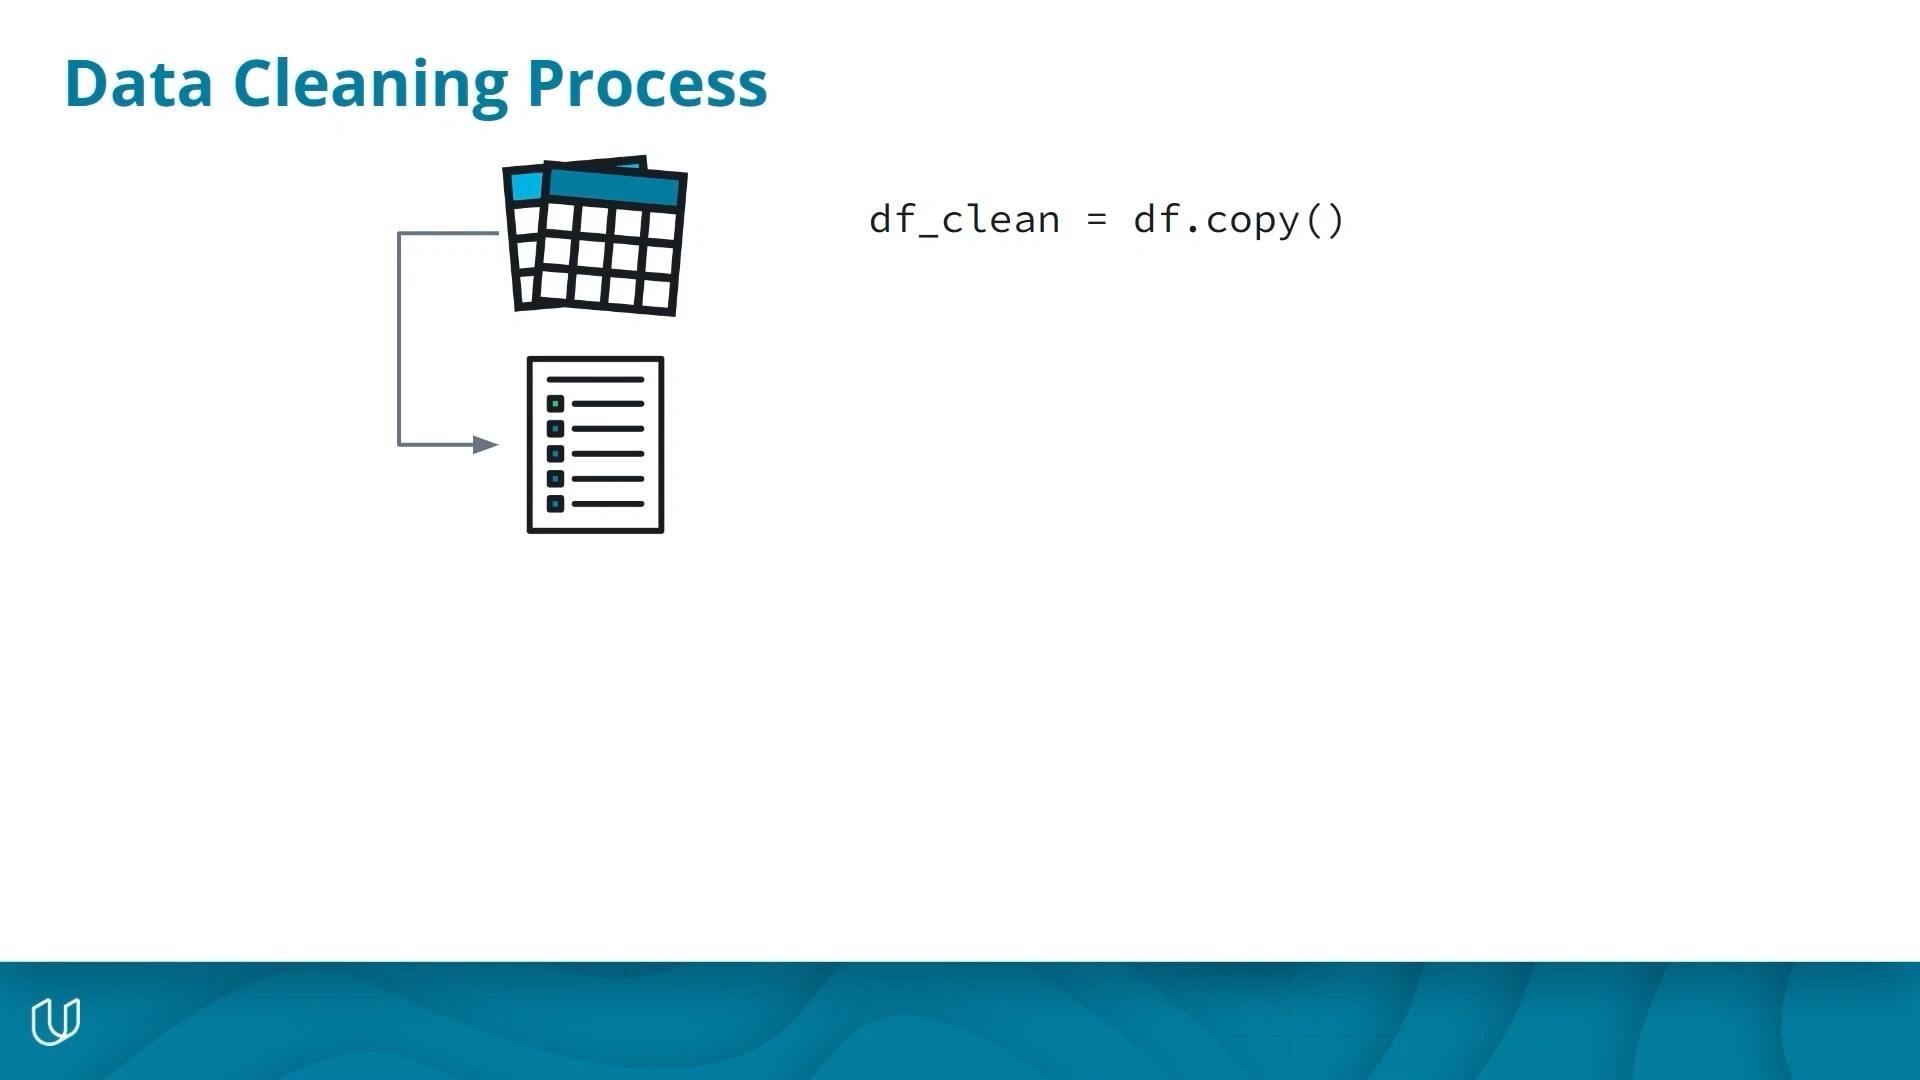 Data Cleaning Process
df_clean = df.copy()